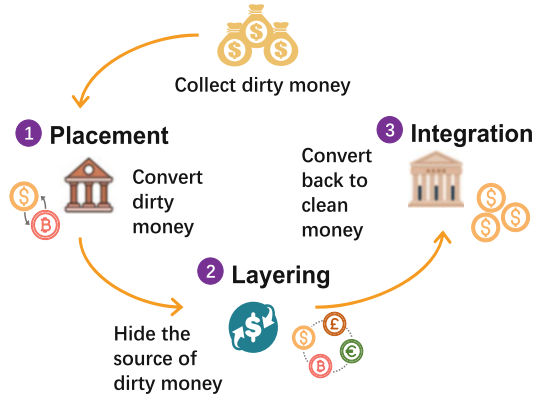 Collect dirty money
1 Placement
Convert
dirty
money
2 Layering
Hide the
source of
dirty money
3 Integration
Convert
back to
clean
money